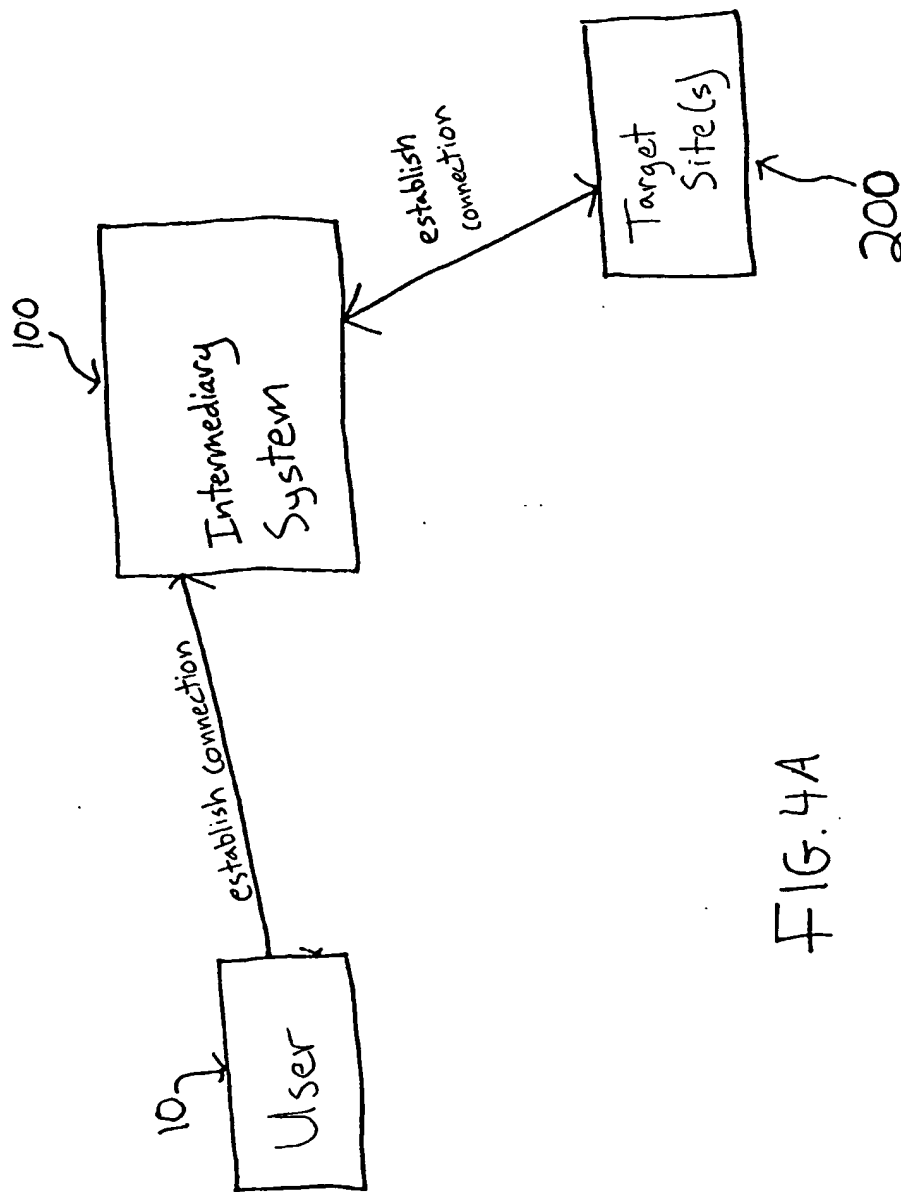 100
Intermediary
System
establish
connection
Target
Site(s)
200
establish connection
10
User
FIG. 4A